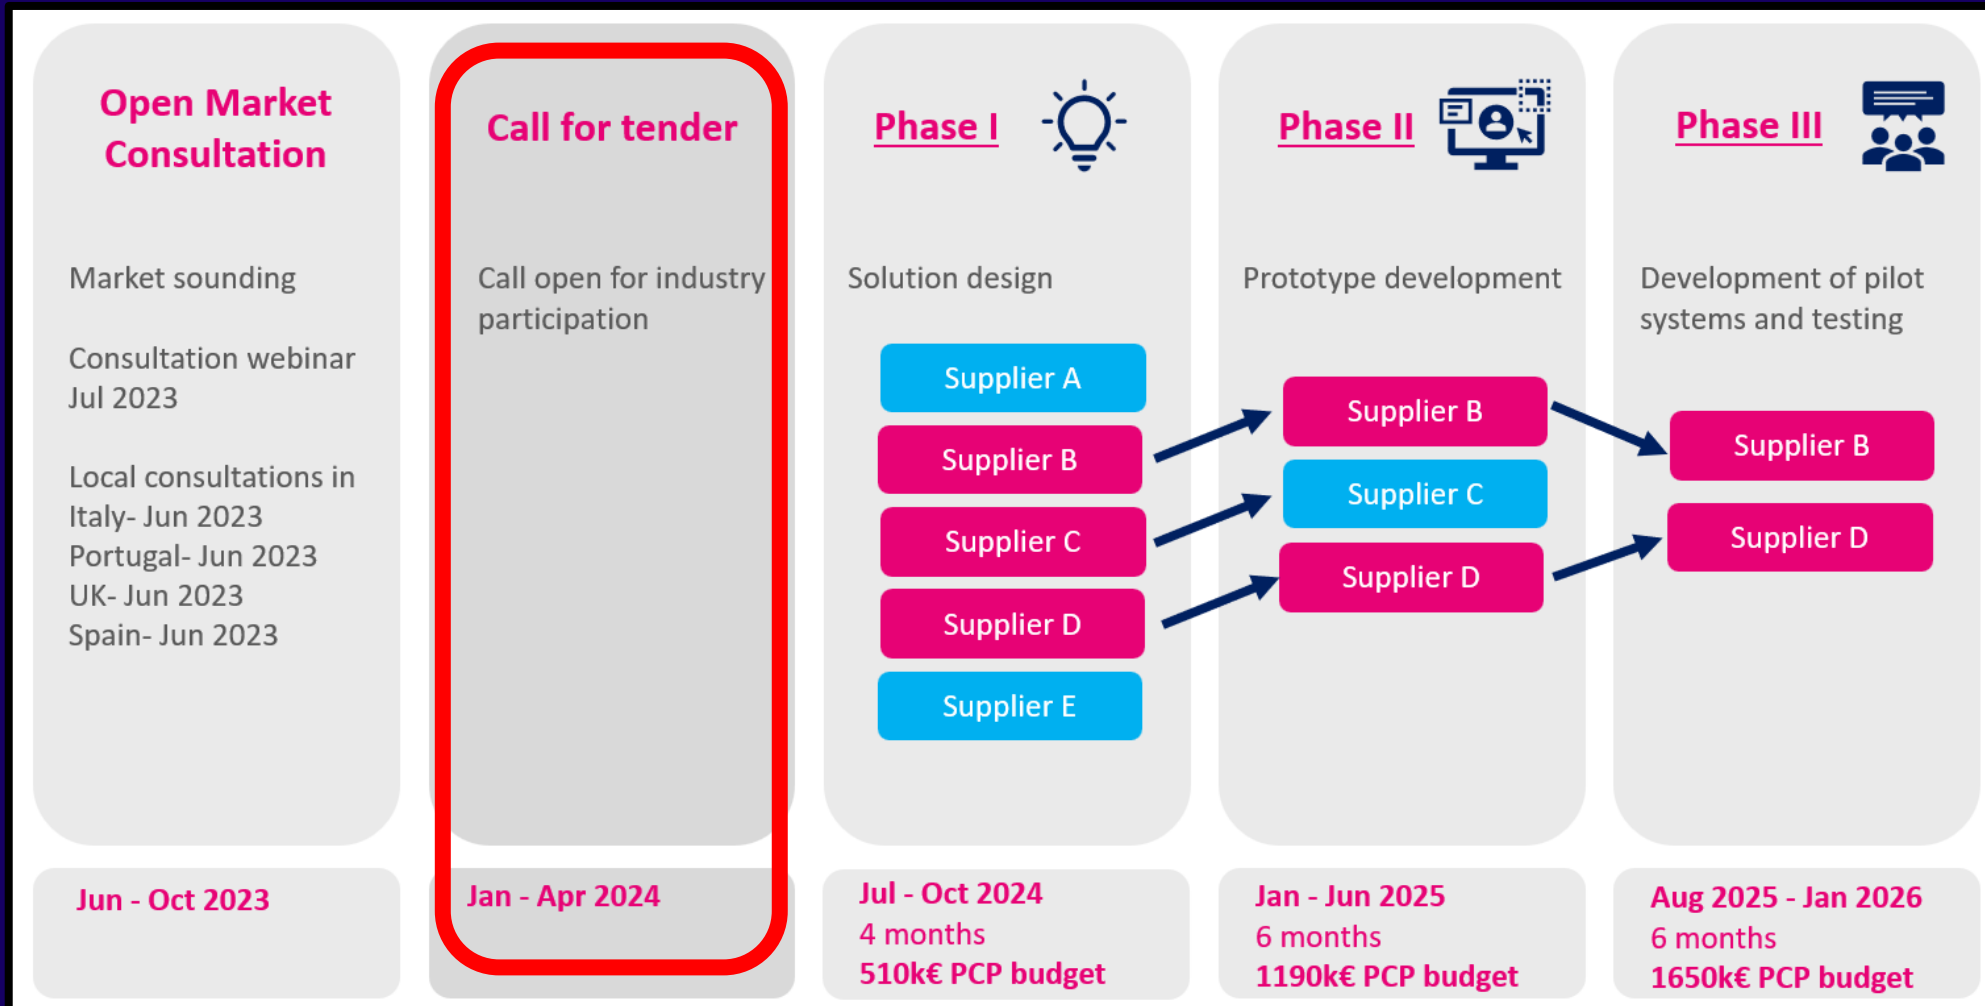 Open Market
Consultation
Market sounding
Consultation webinar
Jul 2023
Local consultations in
Italy- Jun 2023
Portugal- Jun 2023
UK- Jun 2023
Spain- Jun 2023
Jun - Oct 2023
Call for tender
Call open for industry
participation
Jan - Apr 2024
Phase I
Solution design
Supplier A
Supplier B
Supplier C
Supplier D
Supplier E
Jul - Oct 2024
4 months
510k€ PCP budget
Phase II
Prototype development
Supplier B
Supplier C
Supplier D
Jan - Jun 2025
6 months
1190k€ PCP budget
Phase III
Development of pilot
systems and testing
Supplier B
Supplier D
Aug 2025 - Jan 2026
6 months
1650k€ PCP budget